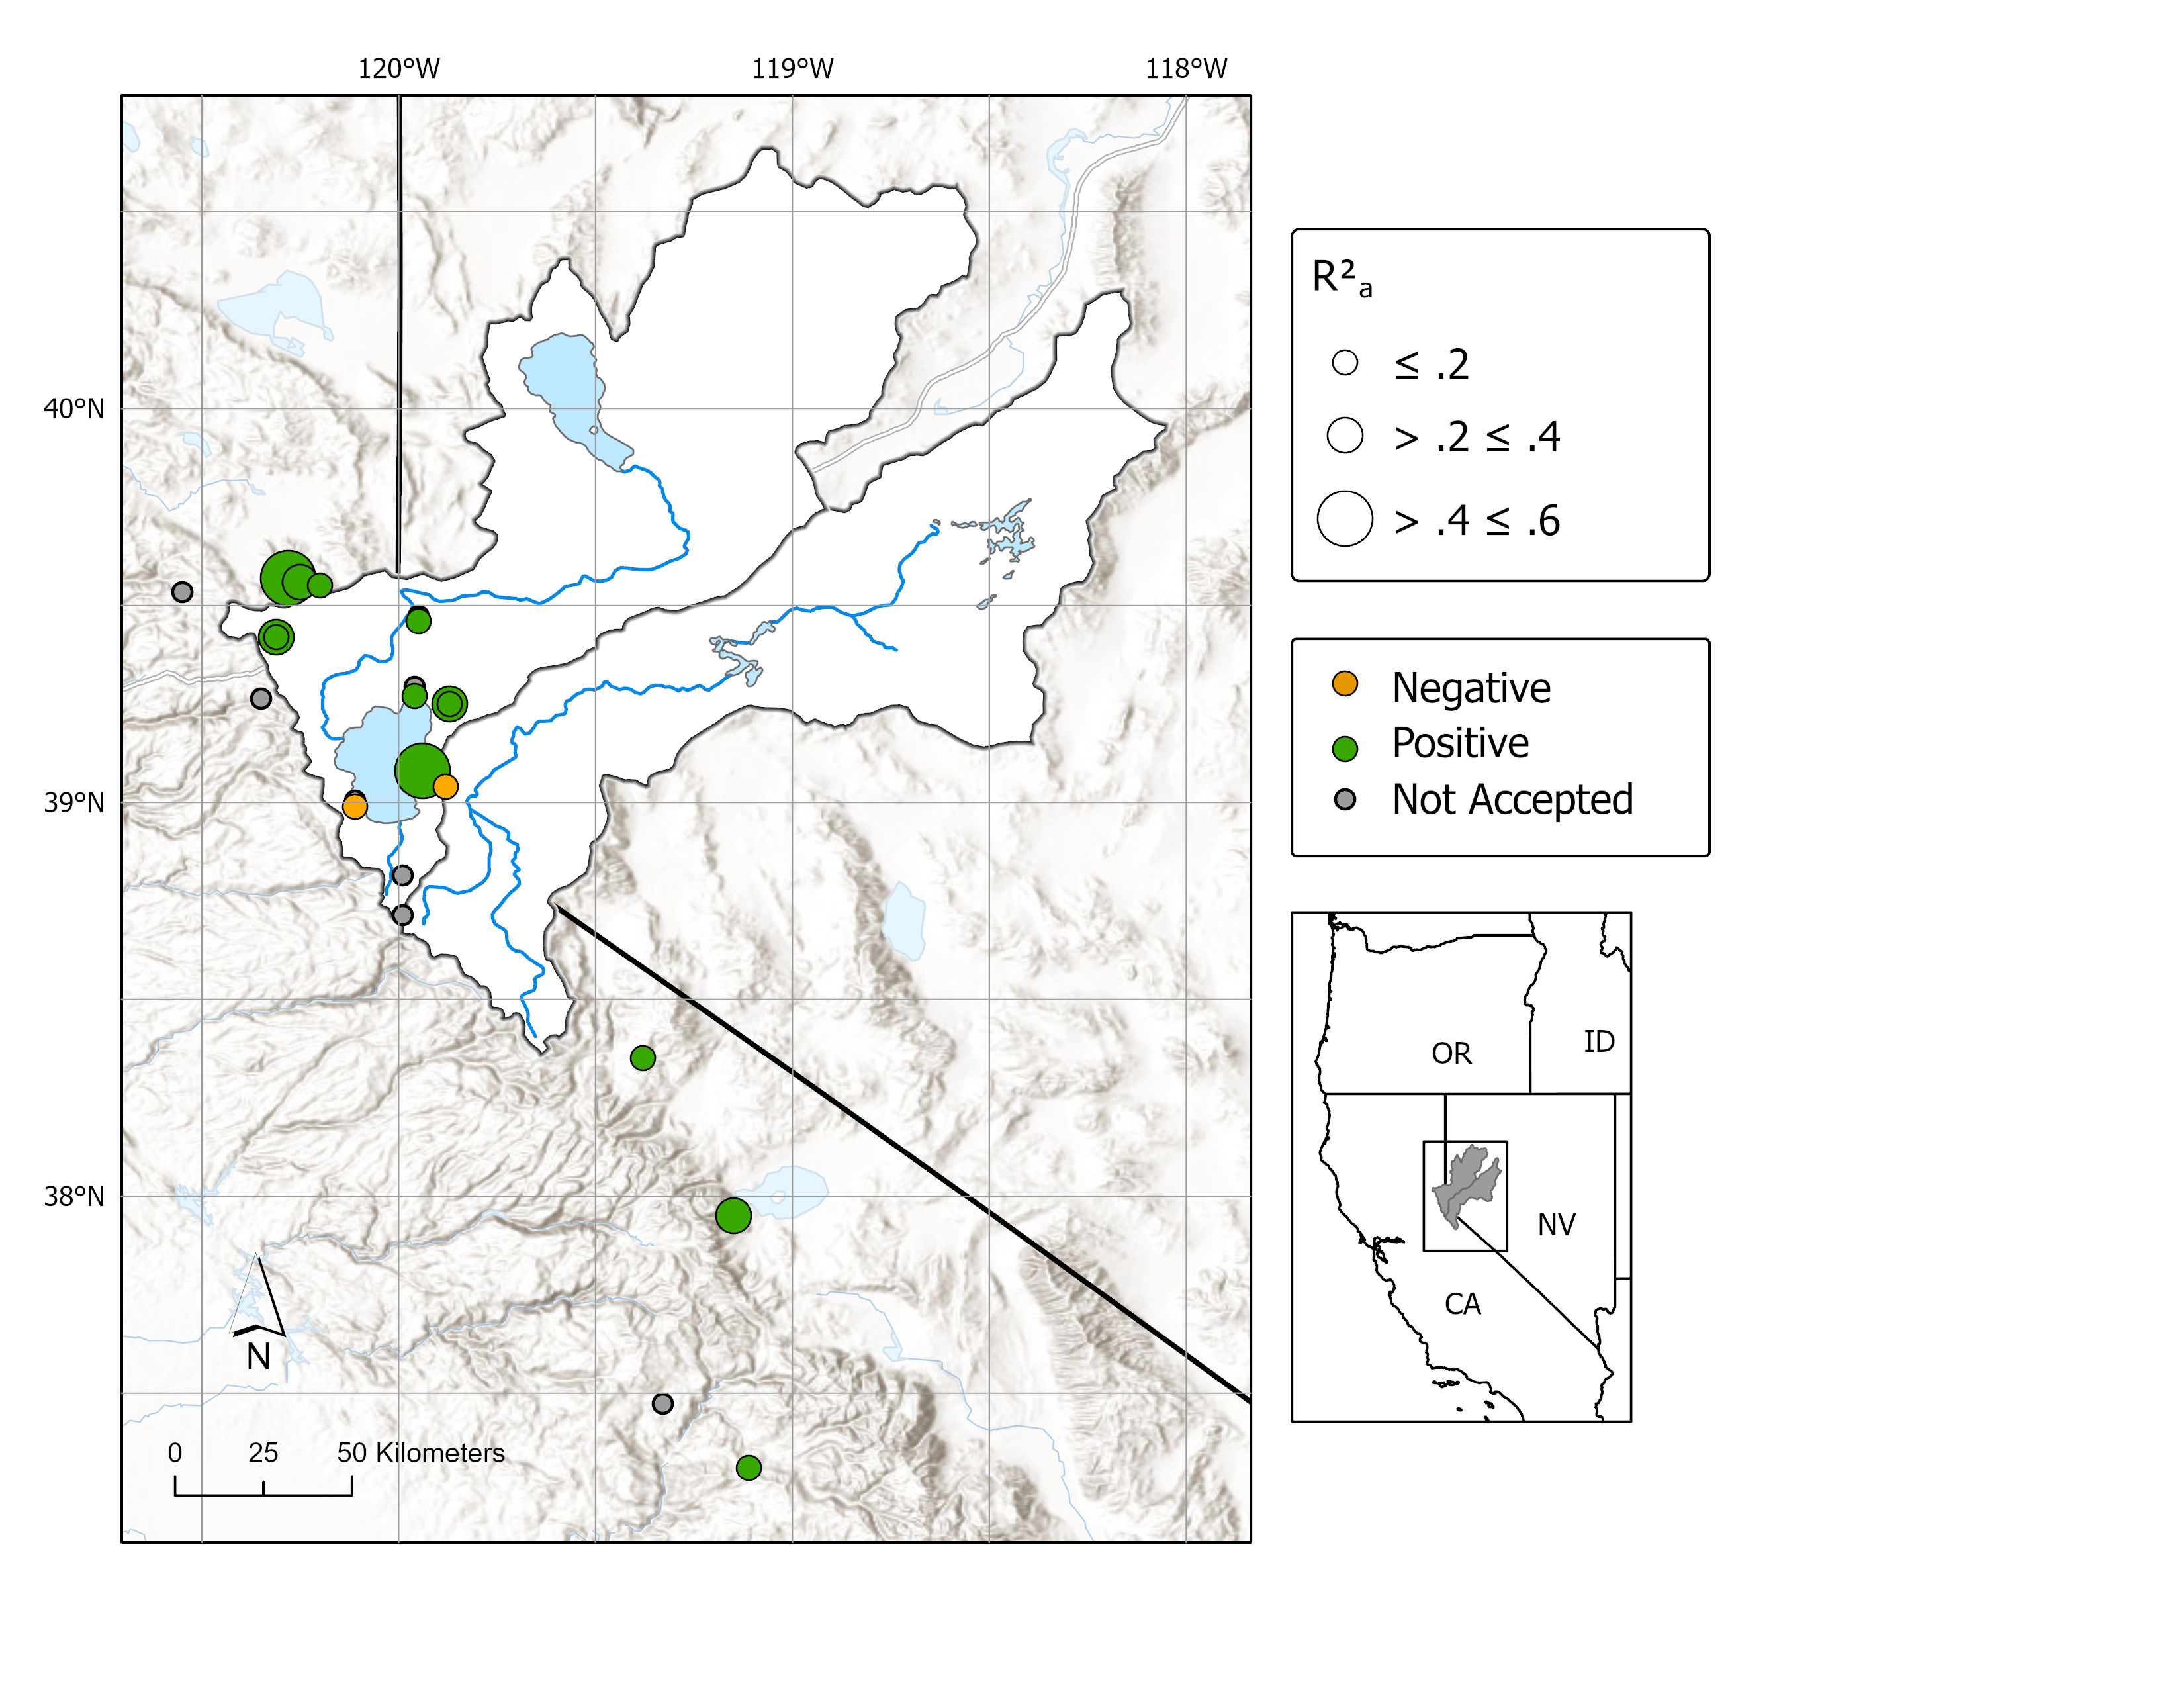 120°W 119°W 118°W
40°N
39°N
38°N
N
0 25 50 Kilometers
R²a
≤ .2
> .2 ≤ .4
> .4 ≤ .6
Negative
Positive
Not Accepted
OR
ID
NV
CA